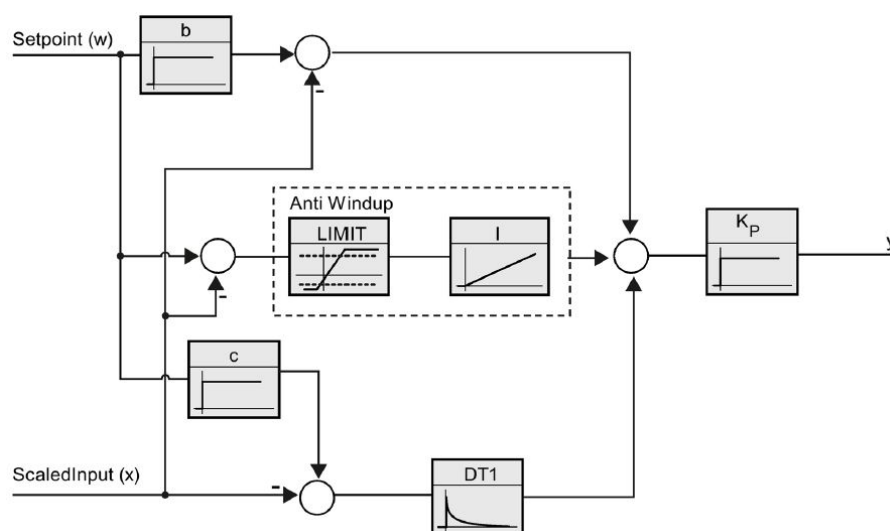 b
Setpoint (w)
-
Anti Windup
LIMIT
I
K_P
y
-
c
ScaledInput (x)
-
DT1